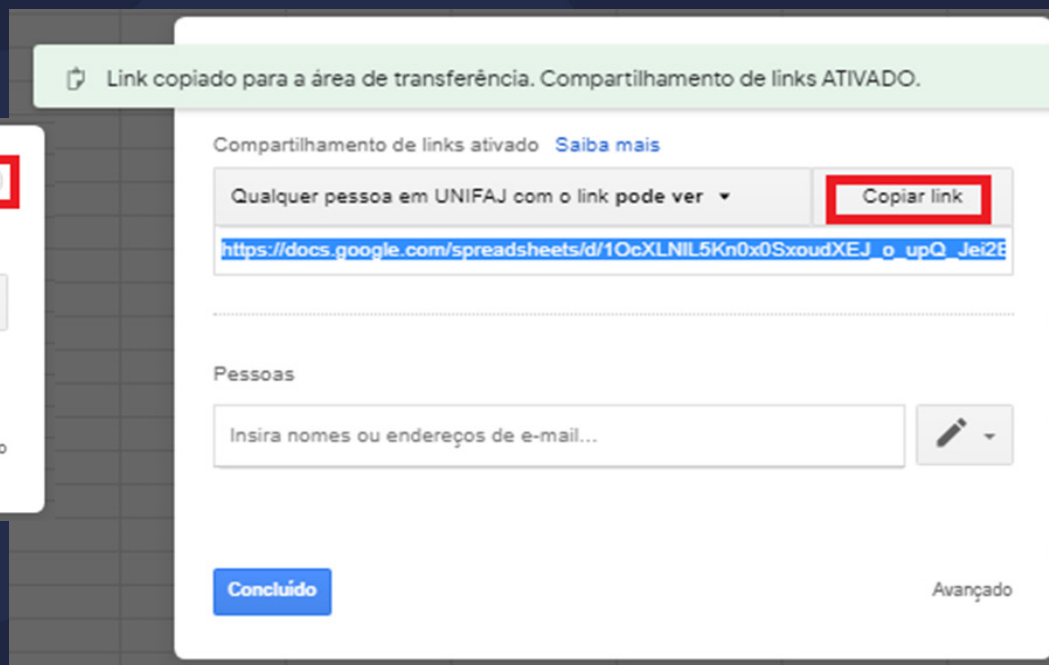 Link copiado para a área de transferência. Compartilhamento de links ATIVADO.
Compartilhamento de links ativado Saiba mais
Qualquer pessoa em UNIFAJ com o link pode ver
Copiar link
https://docs.google.com/spreadsheets/d/1OcXLNIL5Kn0x0SxoudXEJ_o_upQ_Jei2E
Pessoas
Insira nomes ou endereços de e-mail...
o
Concluído
Avançado